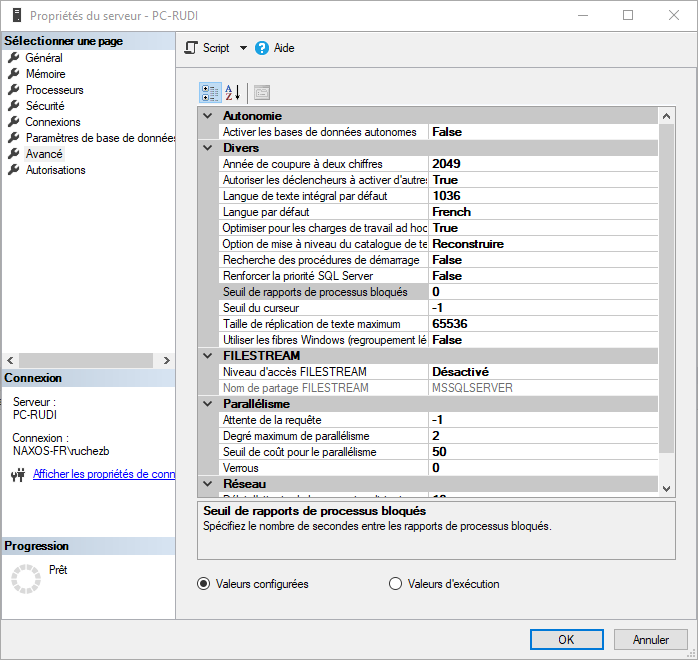 Propriétés du serveur - PC-RUDI
Sélectionner une page
Général
Mémoire
Processeurs
Sécurité
Connexions
Paramètres de base de données
Avancé
Autorisations
Connexion
Serveur :
PC-RUDI
Connexion :
NAXOS-FR\ruchezb
Afficher les propriétés de conn
Progression
Prêt
Script
Aide
Autonomie
Activer les bases de données autonomes False
Divers
Année de coupure à deux chiffres 2049
Autoriser les déclencheurs à activer d'autres True
Langue de texte intégral par défaut 1036
Langue par défaut French
Optimiser pour les charges de travail ad hoc True
Option de mise à niveau du catalogue de te Reconstruire
Recherche des procédures de démarrage False
Renforcer la priorité SQL Server False
Seuil de rapports de processus bloqués 0
Seuil du curseur -1
Taille de réplication de texte maximum 65536
Utiliser les fibres Windows (regroupement lé False
FILESTREAM
Niveau d'accès FILESTREAM Désactivé
Nom de partage FILESTREAM MSSQLSERVER
Parallélisme
Attente de la requête -1
Degré maximum de parallélisme 2
Seuil de coût pour le parallélisme 50
Verrous 0
Réseau
Seuil de rapports de processus bloqués
Spécifiez le nombre de secondes entre les rapports de processus bloqués.
Valeurs configurées
Valeurs d'exécution
OK
Annuler